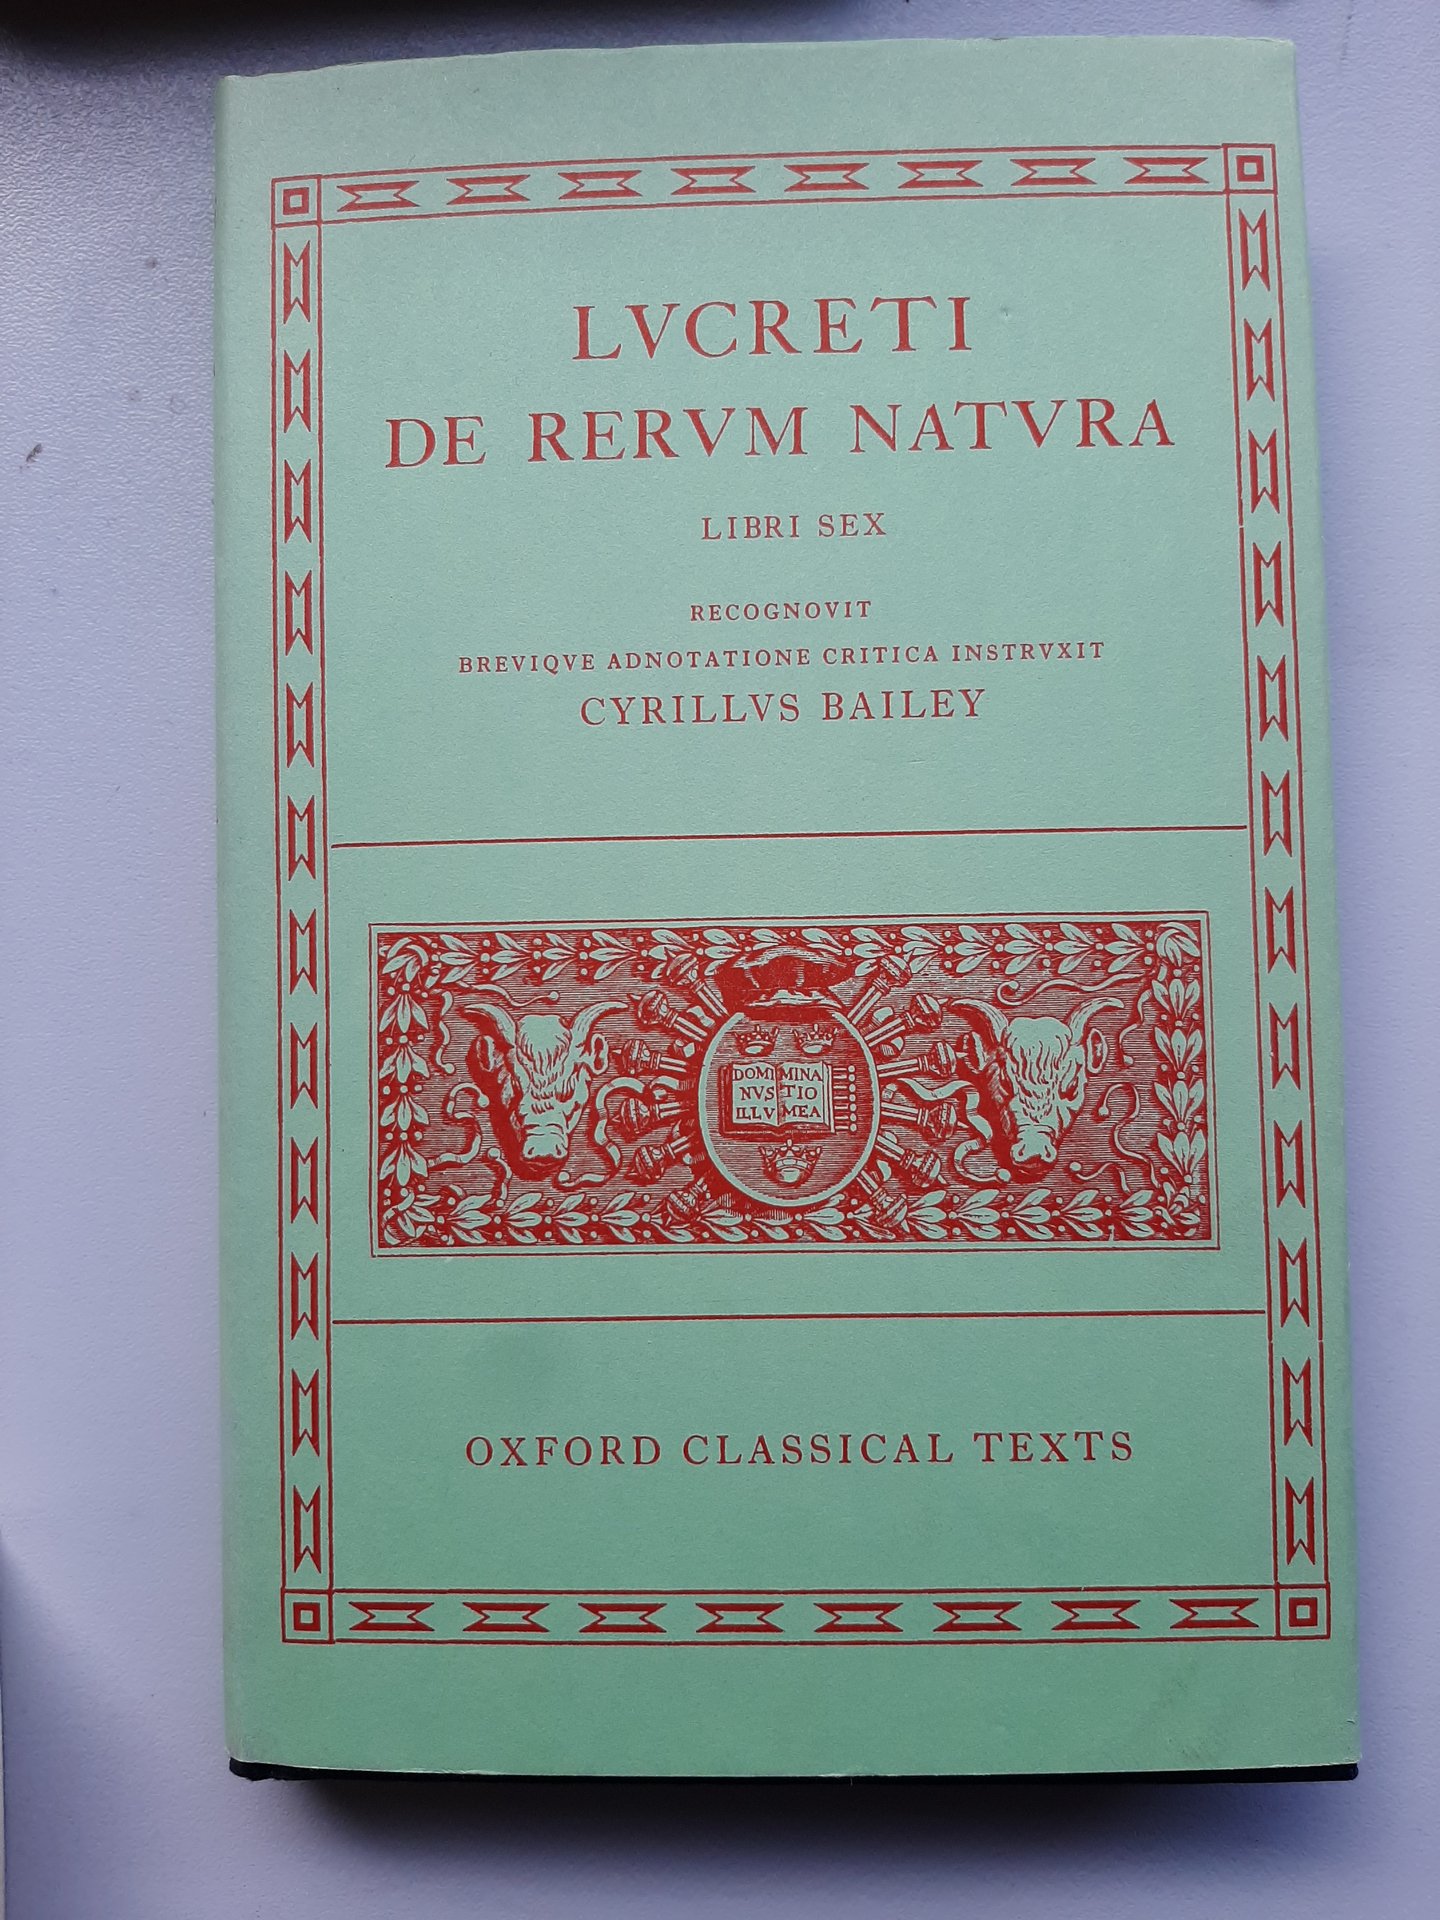 LVCRETI
DE RERVM NATVRA
LIBRI SEX
RECOGNOVIT
BREVIQVE ADNOTATIONE CRITICA INSTRVXIT
CYRILLVS BAILEY
DOMI MINA
NVS TIO
ILLV MEA
OXFORD CLASSICAL TEXTS